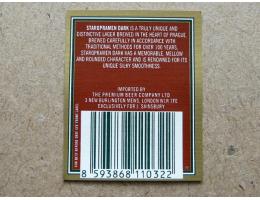 STAROPRAMEN DARK IS A TRULY UNIQUE AND
DISTINCTIVE LAGER BREWED IN THE HEART OF PRAGUE.
BREWED CAREFULLY IN ACCORDANCE WITH
TRADITIONAL METHODS FOR OVER 100 YEARS,
STAROPRAMEN DARK HAS A MEMORABLE, MELLOW
AND ROUNDED CHARACTER AND IS RENOWNED FOR ITS
UNIQUE SILKY SMOOTHNESS.
IMPORTED BY
THE PREMIUM BEER COMPANY LTD
3 NEW BURLINGTON MEWS, LONDON W1R 7FE
EXCLUSIVELY FOR J. SAINSBURY
8 593868 110322